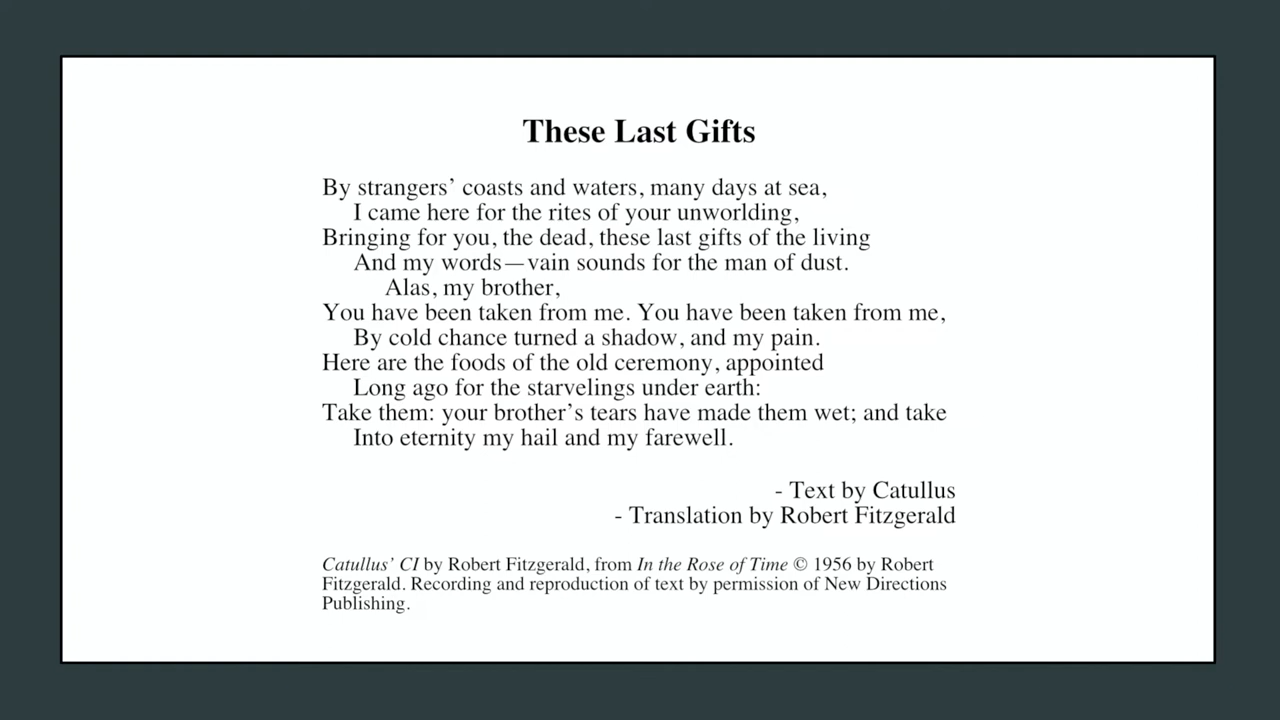 These Last Gifts
By strangers’ coasts and waters, many days at sea,
I came here for the rites of your unworlding,
Bringing for you, the dead, these last gifts of the living
And my words—vain sounds for the man of dust.
Alas, my brother,
You have been taken from me. You have been taken from me,
By cold chance turned a shadow, and my pain.
Here are the foods of the old ceremony, appointed
Long ago for the starvelings under earth:
Take them: your brother’s tears have made them wet; and take
Into eternity my hail and my farewell.
- Text by Catullus
- Translation by Robert Fitzgerald
Catullus’ CI by Robert Fitzgerald, from In the Rose of Time © 1956 by Robert
Fitzgerald. Recording and reproduction of text by permission of New Directions
Publishing.